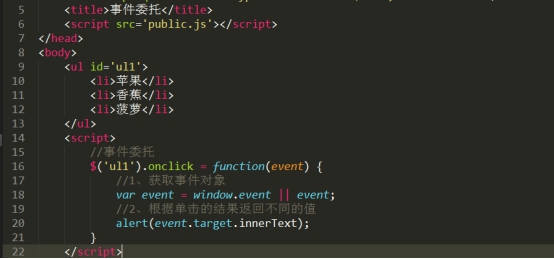 5 <title>事件委托</title>
6 <script src='public.js'></script>
7 </head>
8 <body>
9 <ul id='ul1'>
10 <li>苹果</li>
11 <li>香蕉</li>
12 <li>菠萝</li>
13 </ul>
14 <script>
15 //事件委托
16 $('ul1').onclick = function(event) {
17 //1、获取事件对象
18 var event = window.event || event;
19 //2、根据单击的结果返回不同的值
20 alert(event.target.innerText);
21 }
22 </script>